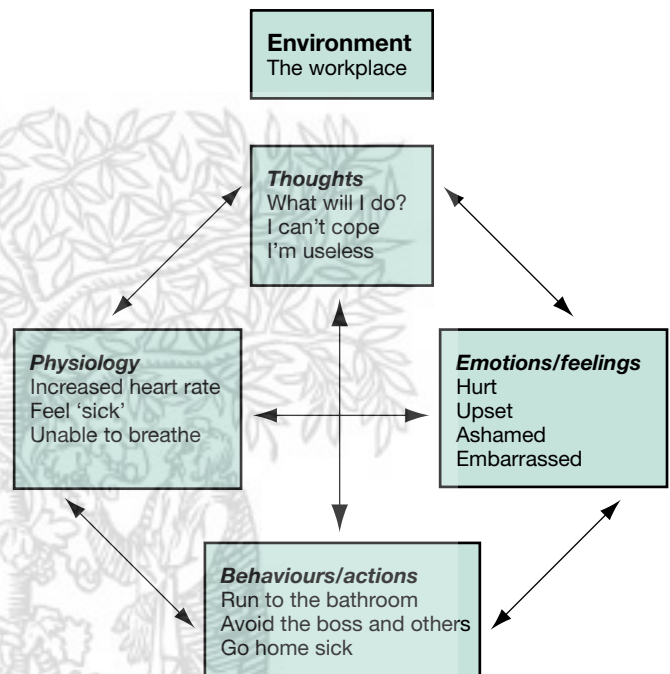 Environment
The workplace
Thoughts
What will I do?
I can't cope
I'm useless
Physiology
Increased heart rate
Feel ‘sick’
Unable to breathe
Emotions/feelings
Hurt
Upset
Ashamed
Embarrassed
Behaviours/actions
Run to the bathroom
Avoid the boss and others
Go home sick